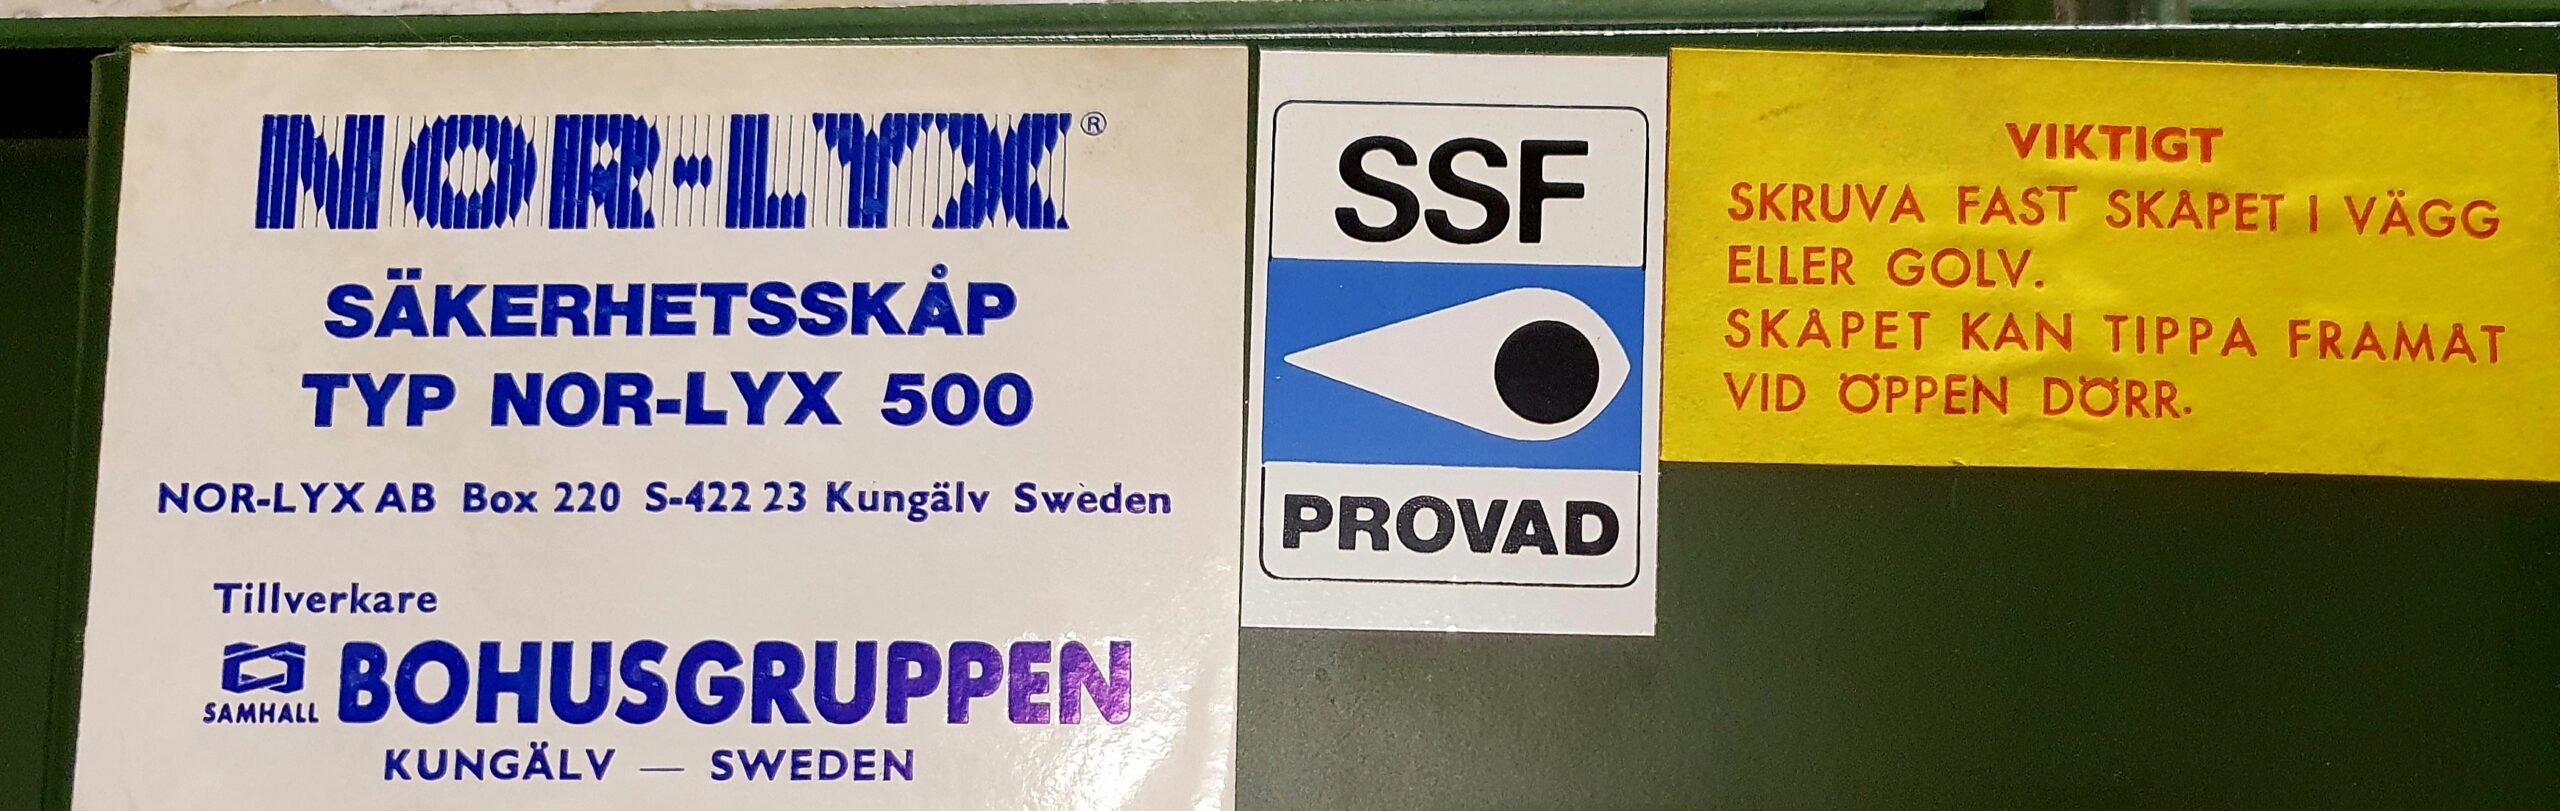 NOR-LYX®
SÄKERHETSSKÅP
TYP NOR-LYX 500
NOR-LYX AB Box 220 S-422 23 Kungälv Sweden
Tillverkare
SAMHALL BOHUSGRUPPEN
KUNGÄLV — SWEDEN
SSF
PROVAD
VIKTIGT
SKRUVA FAST SKÅPET I VÄGG
ELLER GOLV.
SKÅPET KAN TIPPA FRAMÅT
VID ÖPPEN DÖRR.